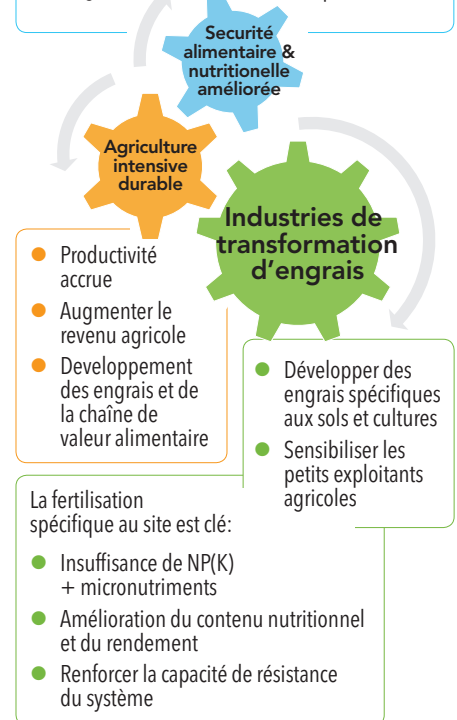 Securité
alimentaire &
nutritionelle
améliorée
Agriculture
intensive
durable
Industries de
transformation
d’engrais
Productivité
accrue
Augmenter le
revenu agricole
Developpement
des engrais et de
la chaîne de
valeur alimentaire
Développer des
engrais spécifiques
aux sols et cultures
Sensibiliser les
petits exploitants
agricoles
La fertilisation
spécifique au site est clé:
Insuffisance de NP(K)
+ micronutriments
Amélioration du contenu nutritionnel
et du rendement
Renforcer la capacité de résistance
du système